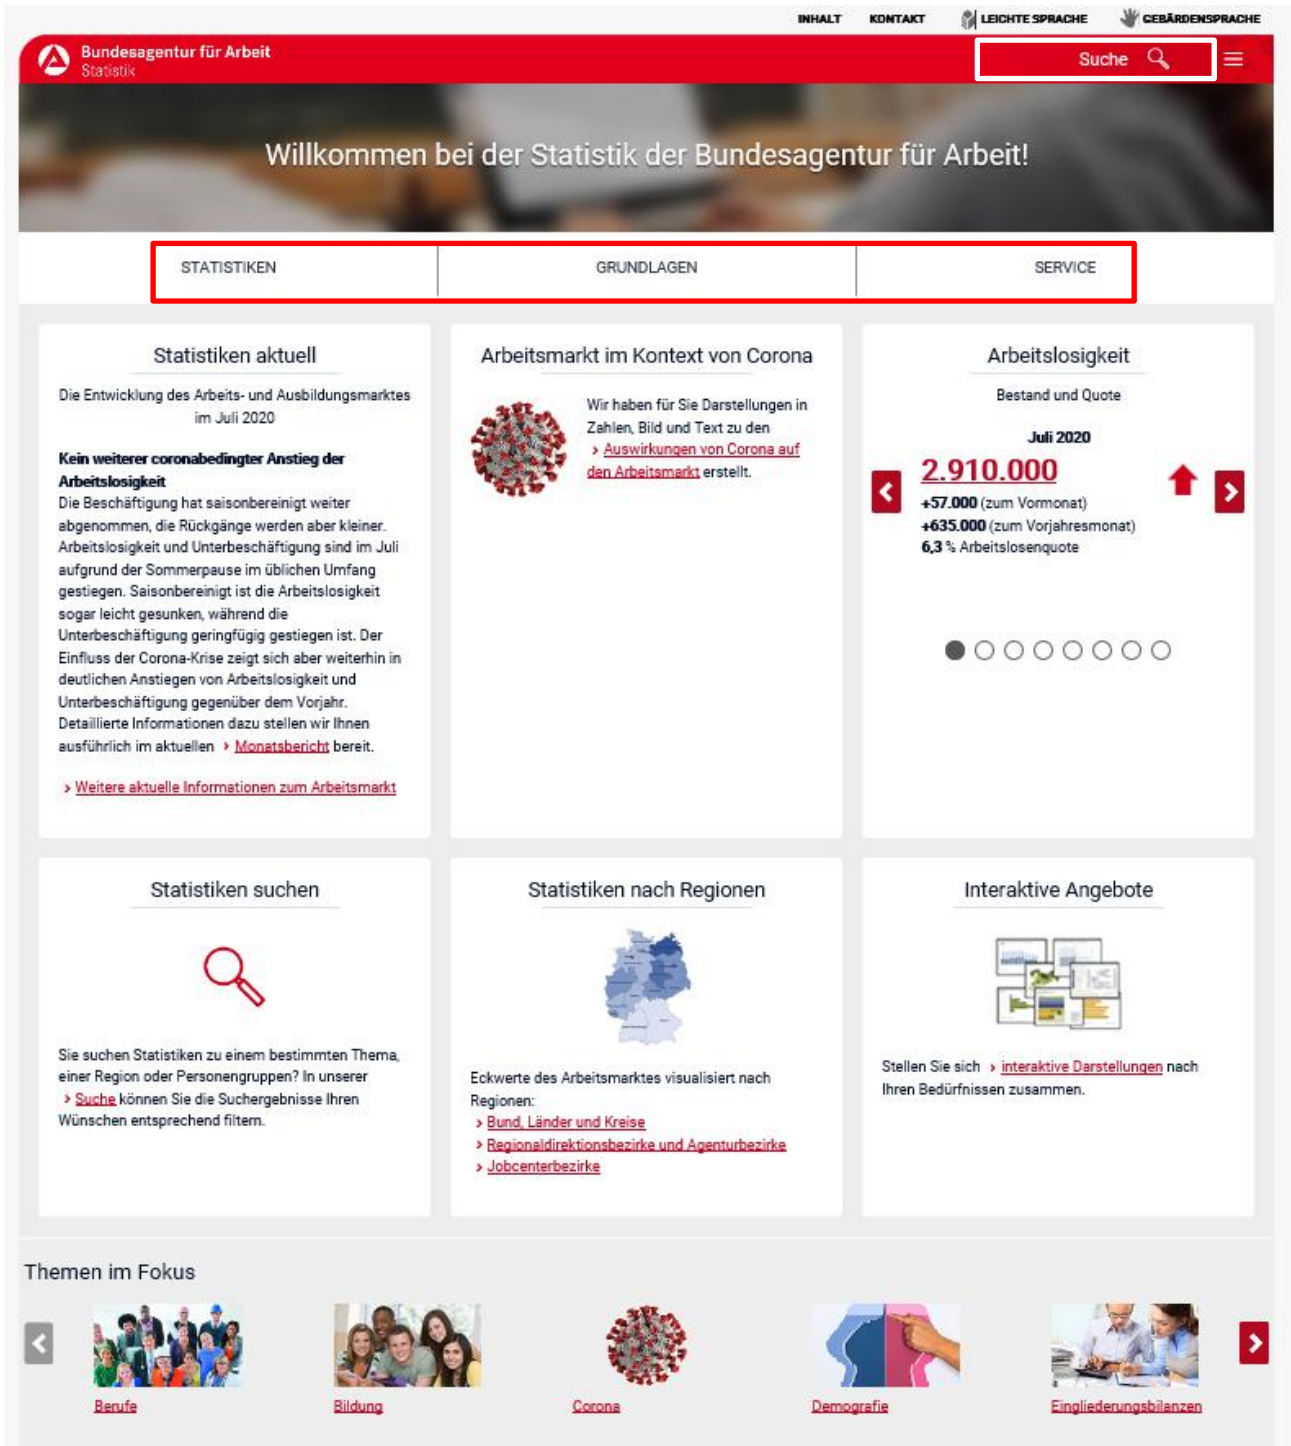 INHALT KONTAKT LEICHTE SPRACHE GEBÄRDENSPRACHE
Bundesagentur für Arbeit
Statistik
Suche
Willkommen bei der Statistik der Bundesagentur für Arbeit!
STATISTIKEN GRUNDLAGEN SERVICE
Statistiken aktuell
Die Entwicklung des Arbeits- und Ausbildungsmarktes
im Juli 2020
Kein weiterer coronabedingter Anstieg der
Arbeitslosigkeit
Die Beschäftigung hat saisonbereinigt weiter
abgenommen, die Rückgänge werden aber kleiner.
Arbeitslosigkeit und Unterbeschäftigung sind im Juli
aufgrund der Sommerpause im üblichen Umfang
gestiegen. Saisonbereinigt ist die Arbeitslosigkeit
sogar leicht gesunken, während die
Unterbeschäftigung geringfügig gestiegen ist. Der
Einfluss der Corona-Krise zeigt sich aber weiterhin in
deutlichen Anstiegen von Arbeitslosigkeit und
Unterbeschäftigung gegenüber dem Vorjahr.
Detaillierte Informationen dazu stellen wir Ihnen
ausführlich im aktuellen › Monatsbericht bereit.
› Weitere aktuelle Informationen zum Arbeitsmarkt
Arbeitsmarkt im Kontext von Corona
Wir haben für Sie Darstellungen in
Zahlen, Bild und Text zu den
› Auswirkungen von Corona auf
den Arbeitsmarkt erstellt.
Arbeitslosigkeit
Bestand und Quote
Juli 2020
2.910.000
+57.000 (zum Vormonat)
+635.000 (zum Vorjahresmonat)
6,3 % Arbeitslosenquote
Statistiken suchen
Sie suchen Statistiken zu einem bestimmten Thema,
einer Region oder Personengruppen? In unserer
› Suche können Sie die Suchergebnisse Ihren
Wünschen entsprechend filtern.
Statistiken nach Regionen
Eckwerte des Arbeitsmarktes visualisiert nach
Regionen:
› Bund, Länder und Kreise
› Regionaldirektionsbezirke und Agenturbezirke
› Jobcenterbezirke
Interaktive Angebote
Stellen Sie sich › interaktive Darstellungen nach
Ihren Bedürfnissen zusammen.
Themen im Fokus
Berufe Bildung Corona Demografie Eingliederungsbilanzen